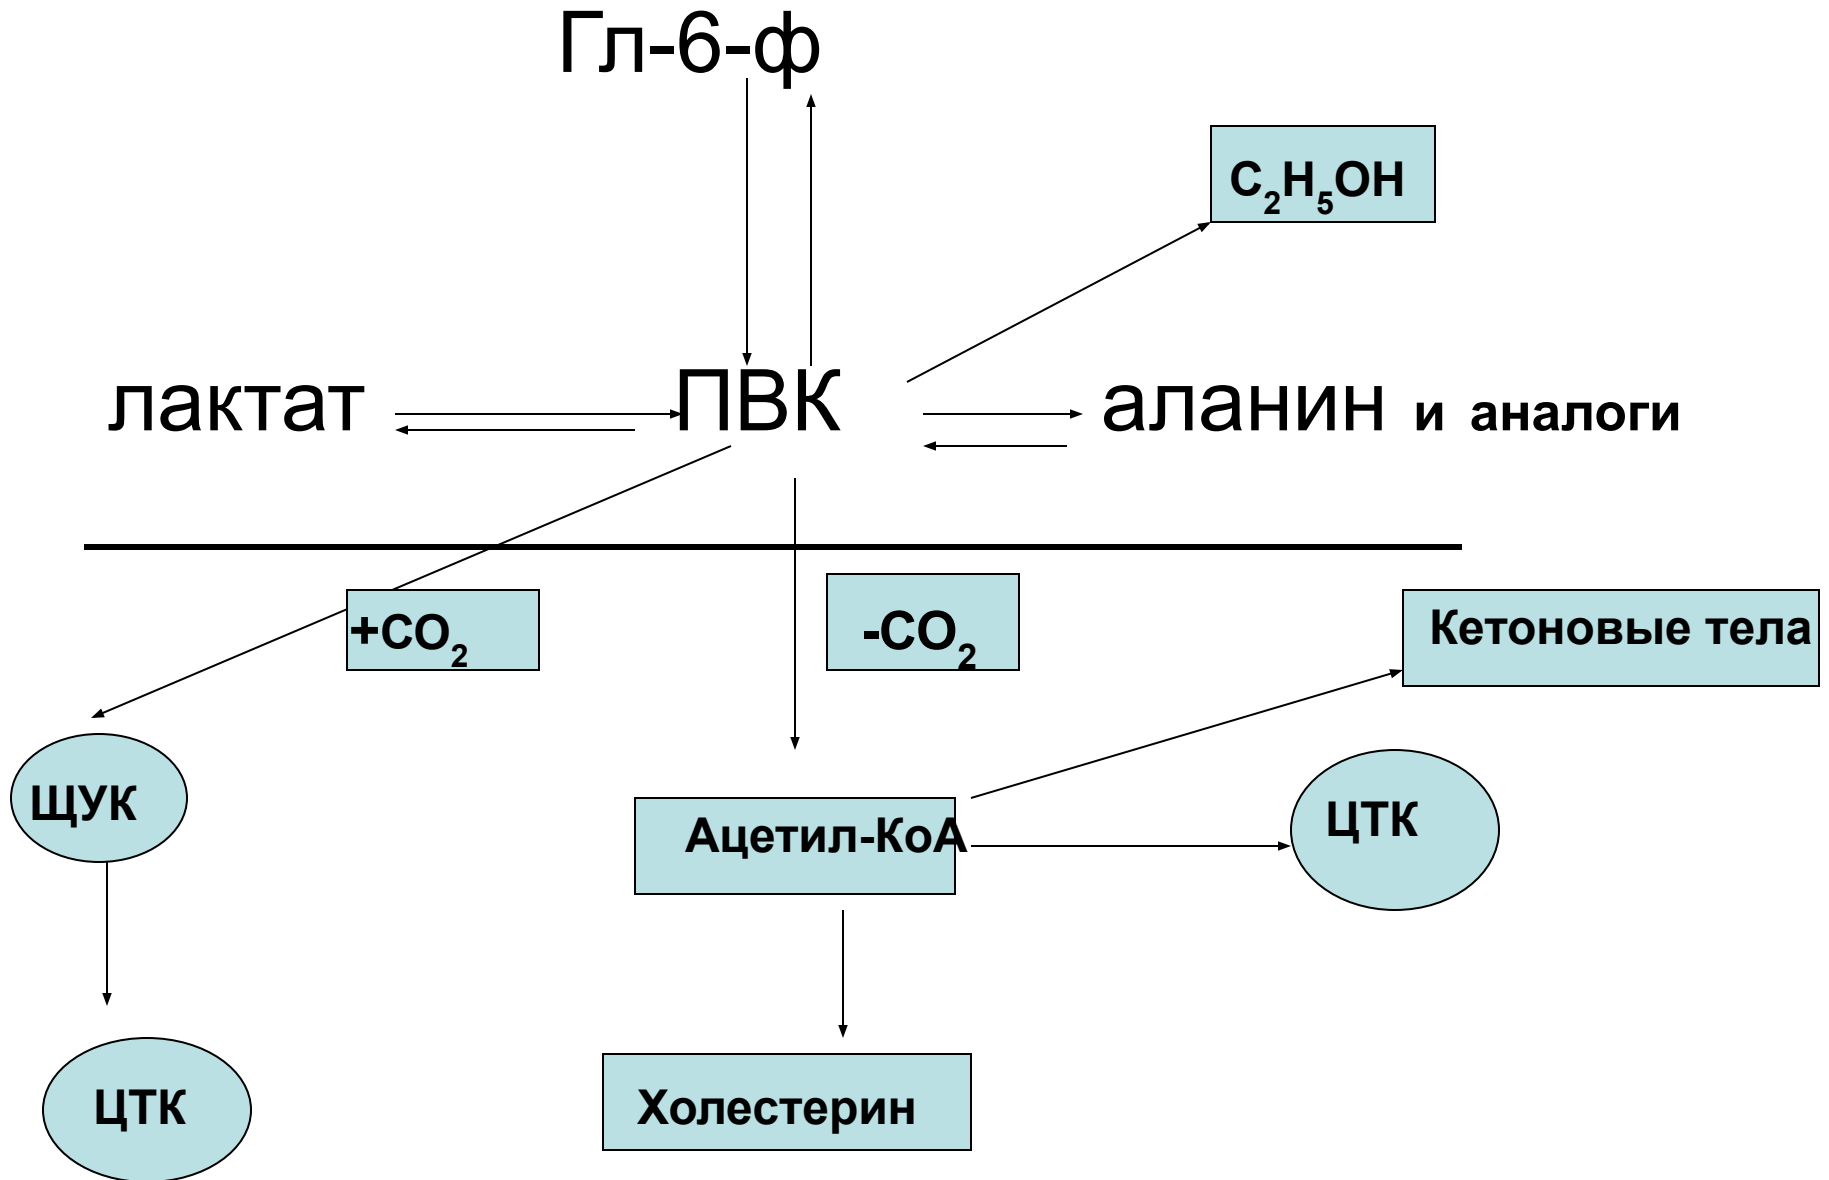 Гл-6-ф
C₂H₅OH
лактат
ПВК
аланин и аналоги
+CO₂
-CO₂
Кетоновые тела
ЩУК
Ацетил-КоА
ЦТК
ЦТК
Холестерин